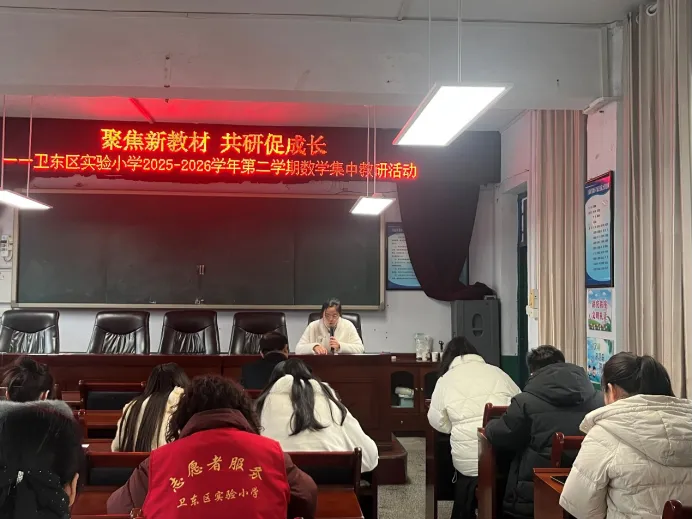 聚焦新教材 共研促成长
——卫东区实验小学2025-2026学年第二学期数学集中教研活动
志愿者服务
卫东区实验小学